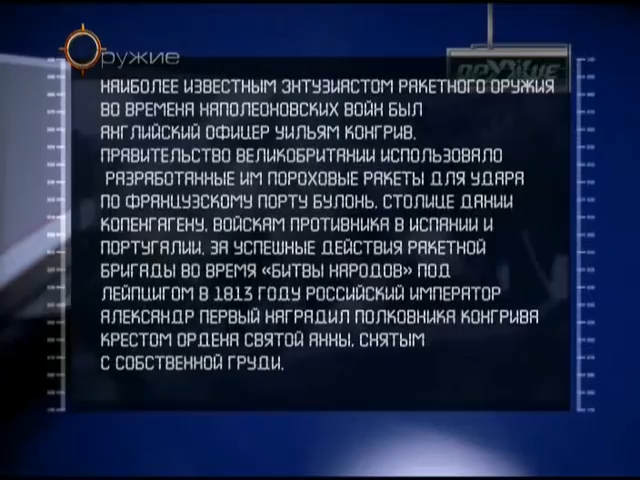 Оружие
ОРУЖИЕ
НАИБОЛЕЕ ИЗВЕСТНЫМ ЭНТУЗИАСТОМ РАКЕТНОГО ОРУЖИЯ
ВО ВРЕМЕНА НАПОЛЕОНОВСКИХ ВОЙН БЫЛ
АНГЛИЙСКИЙ ОФИЦЕР УИЛЬЯМ КОНГРИВ.
ПРАВИТЕЛЬСТВО ВЕЛИКОБРИТАНИИ ИСПОЛЬЗОВАЛО
РАЗРАБОТАННЫЕ ИМ ПОРОХОВЫЕ РАКЕТЫ ДЛЯ УДАРА
ПО ФРАНЦУЗСКОМУ ПОРТУ БУЛОНЬ, СТОЛИЦЕ ДАНИИ
КОПЕНГАГЕНУ, ВОЙСКАМ ПРОТИВНИКА В ИСПАНИИ И
ПОРТУГАЛИИ. ЗА УСПЕШНЫЕ ДЕЙСТВИЯ РАКЕТНОЙ
БРИГАДЫ ВО ВРЕМЯ «БИТВЫ НАРОДОВ» ПОД
ЛЕЙПЦИГОМ В 1813 ГОДУ РОССИЙСКИЙ ИМПЕРАТОР
АЛЕКСАНДР ПЕРВЫЙ НАГРАДИЛ ПОЛКОВНИКА КОНГРИВА
КРЕСТОМ ОРДЕНА СВЯТОЙ АННЫ, СНЯТЫМ
С СОБСТВЕННОЙ ГРУДИ.